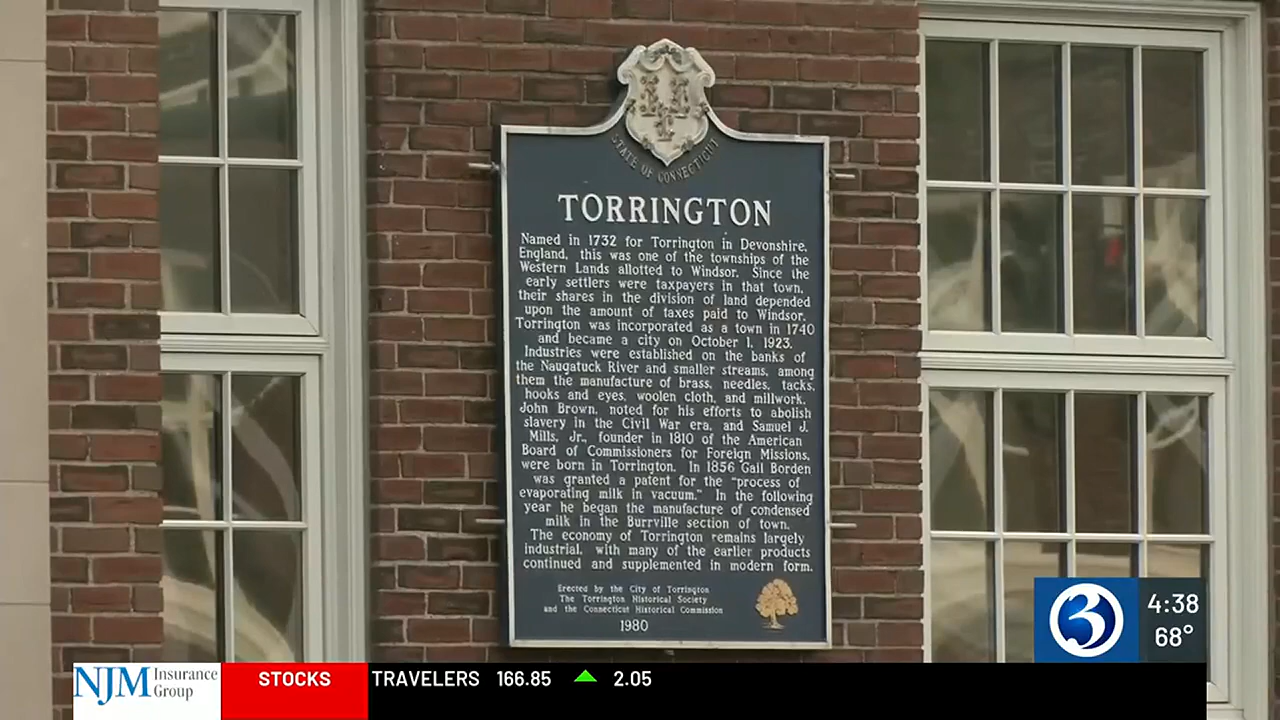 STATE OF CONNECTICUT
TORRINGTON
Named in 1732 for Torrington in Devonshire,
England, this was one of the townships of the
Western Lands allotted to Windsor. Since the
early settlers were taxpayers in that town,
their shares in the division of land depended
upon the amount of taxes paid to Windsor.
Torrington was incorporated as a town in 1740
and became a city on October 1, 1923.
Industries were established on the banks of
the Naugatuck River and smaller streams, among
them the manufacture of brass, needles, tacks,
hooks and eyes, woolen cloth, and millwork.
John Brown, noted for his efforts to abolish
slavery in the Civil War era, and Samuel J.
Mills, Jr., founder in 1810 of the American
Board of Commissioners for Foreign Missions,
were born in Torrington. In 1856 Gail Borden
was granted a patent for the "process of
evaporating milk in vacuum." In the following
year he began the manufacture of condensed
milk in the Burrville section of town.
The economy of Torrington remains largely
industrial, with many of the earlier products
continued and supplemented in modern form.
Erected by the City of Torrington
The Torrington Historical Society
and the Connecticut Historical Commission
1980
3
4:38
68°
NJM Insurance Group
STOCKS
TRAVELERS 166.85 2.05